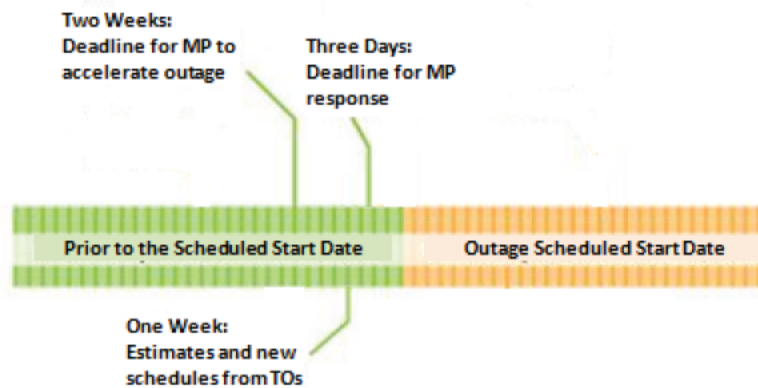 Two Weeks:
Deadline for MP to
accelerate outage
Three Days:
Deadline for MP
response
Prior to the Scheduled Start Date
Outage Scheduled Start Date
One Week:
Estimates and new
schedules from TOs